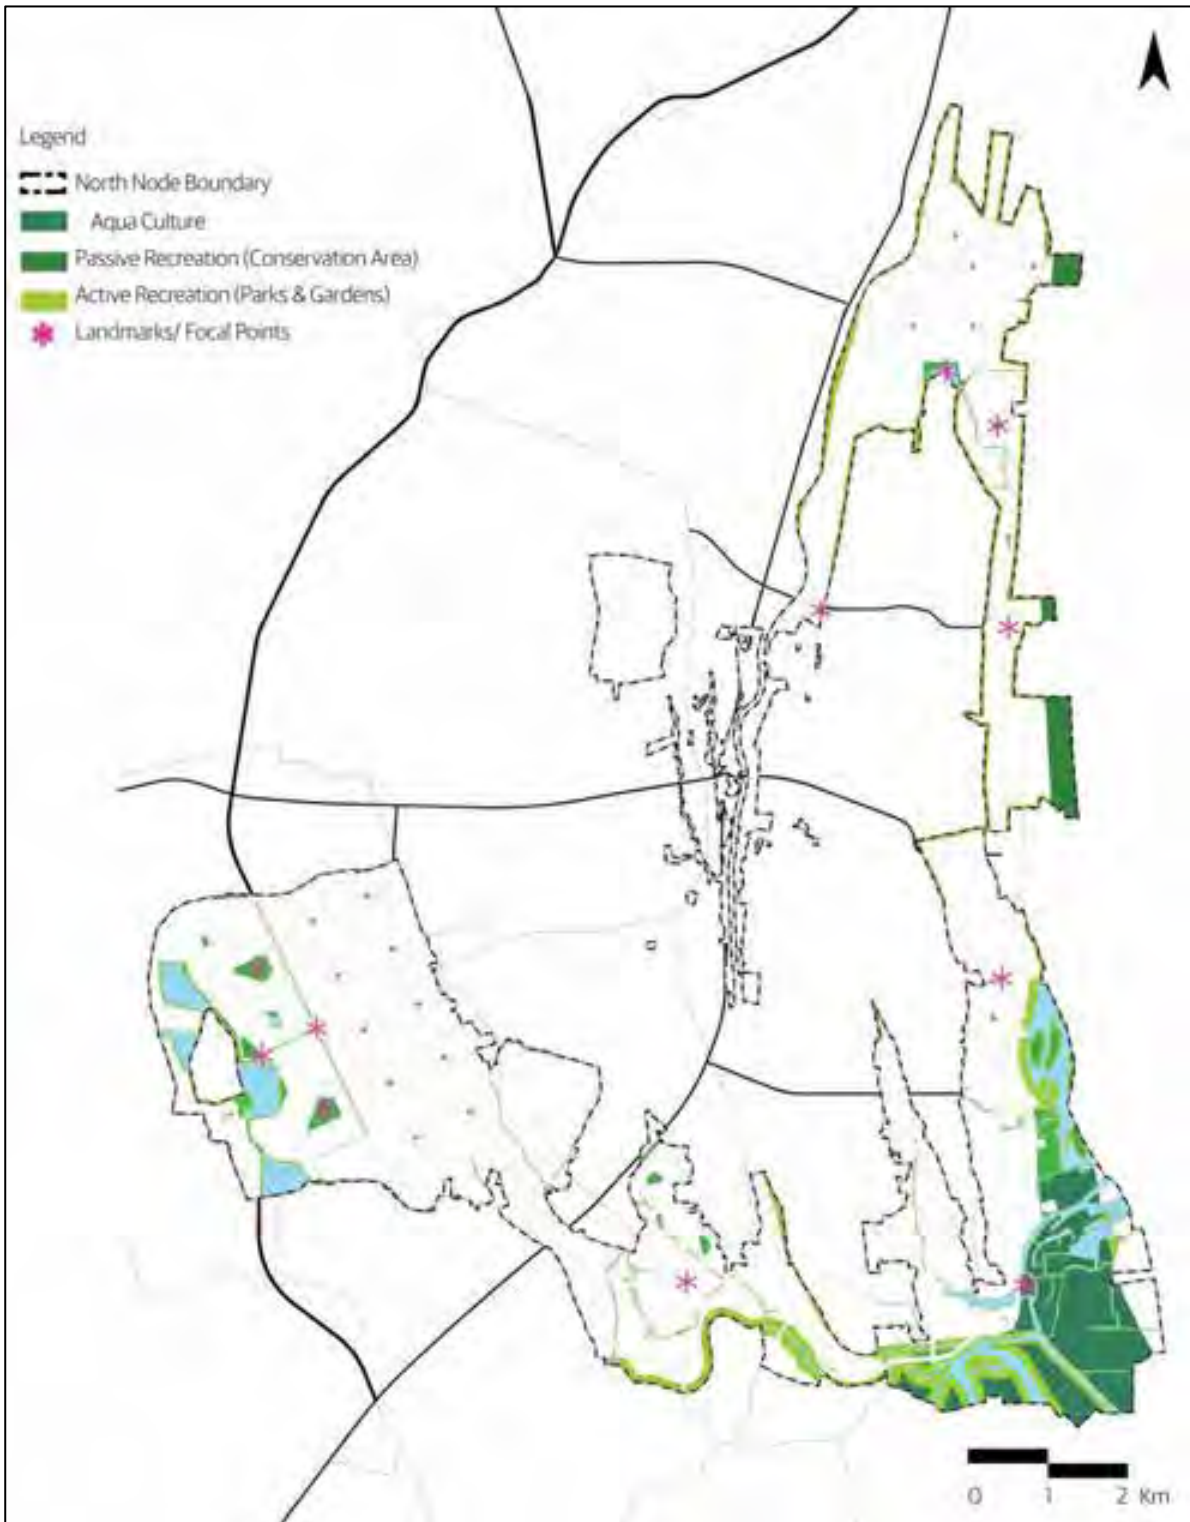 Legend
North Node Boundary
Aqua Culture
Passive Recreation (Conservation Area)
Active Recreation (Parks & Gardens)
Landmarks/ Focal Points
0 1 2 Km